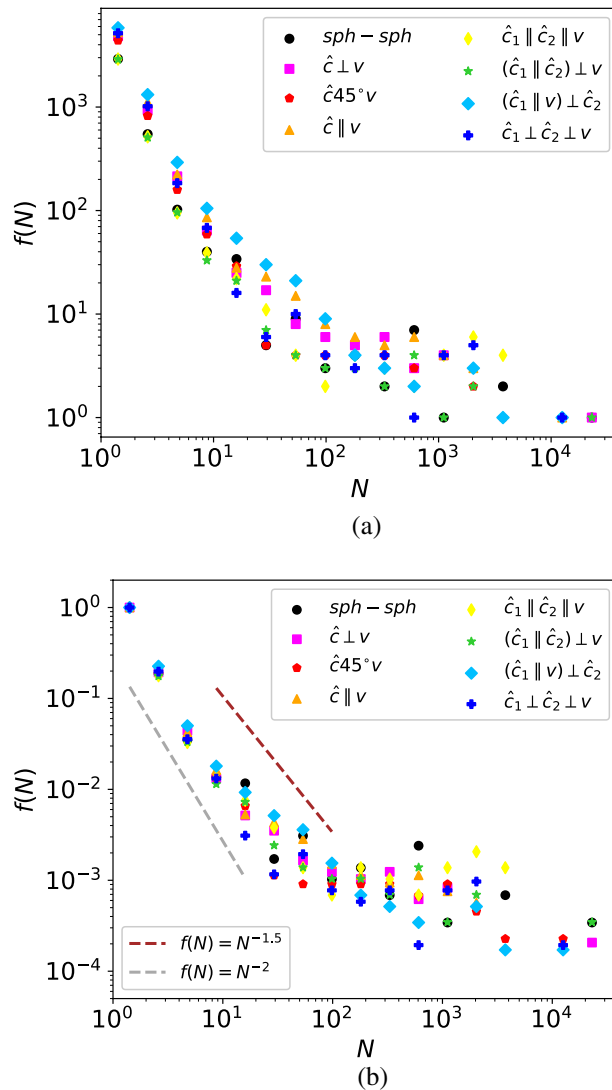 sph − sph
ĉ ⊥ v
ĉ45°v
ĉ ∥ v
ĉ₁ ∥ ĉ₂ ∥ v
(ĉ₁ ∥ ĉ₂) ⊥ v
(ĉ₁ ∥ v) ⊥ ĉ₂
ĉ₁ ⊥ ĉ₂ ⊥ v
f(N)
10³
10²
10¹
10⁰
10⁰ 10¹ 10² 10³ 10⁴
N
(a)
sph − sph
ĉ ⊥ v
ĉ45°v
ĉ ∥ v
ĉ₁ ∥ ĉ₂ ∥ v
(ĉ₁ ∥ ĉ₂) ⊥ v
(ĉ₁ ∥ v) ⊥ ĉ₂
ĉ₁ ⊥ ĉ₂ ⊥ v
f(N)
10⁰
10⁻¹
10⁻²
10⁻³
10⁻⁴
f(N) = N⁻¹·⁵
f(N) = N⁻²
10⁰ 10¹ 10² 10³ 10⁴
N
(b)